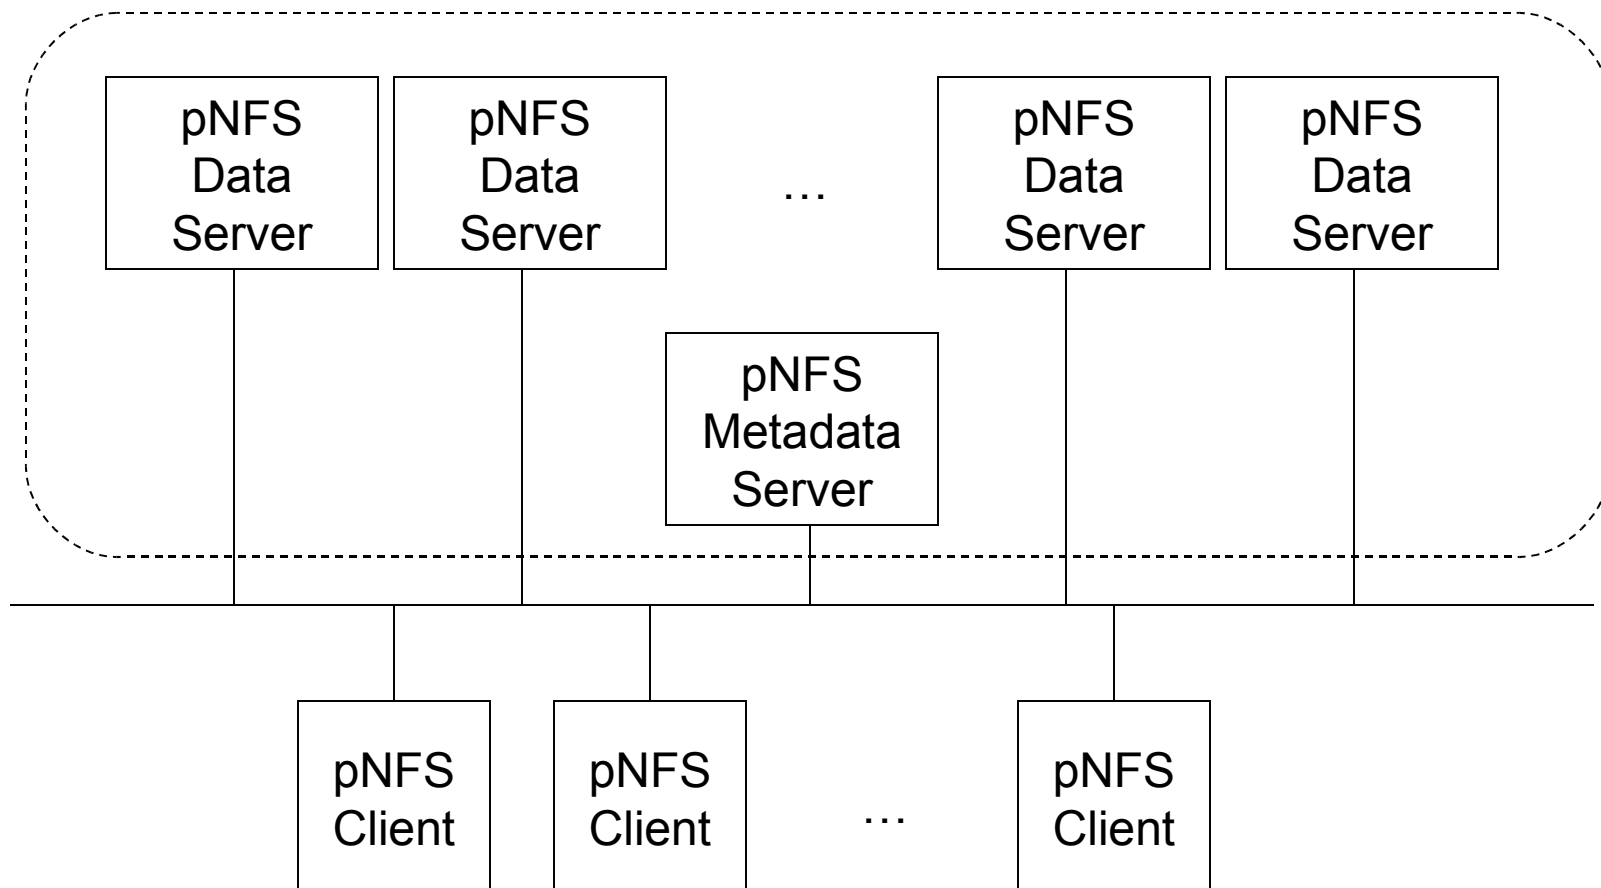 pNFS
Data
Server
pNFS
Data
Server
...
pNFS
Data
Server
pNFS
Data
Server
pNFS
Metadata
Server
pNFS
Client
pNFS
Client
...
pNFS
Client